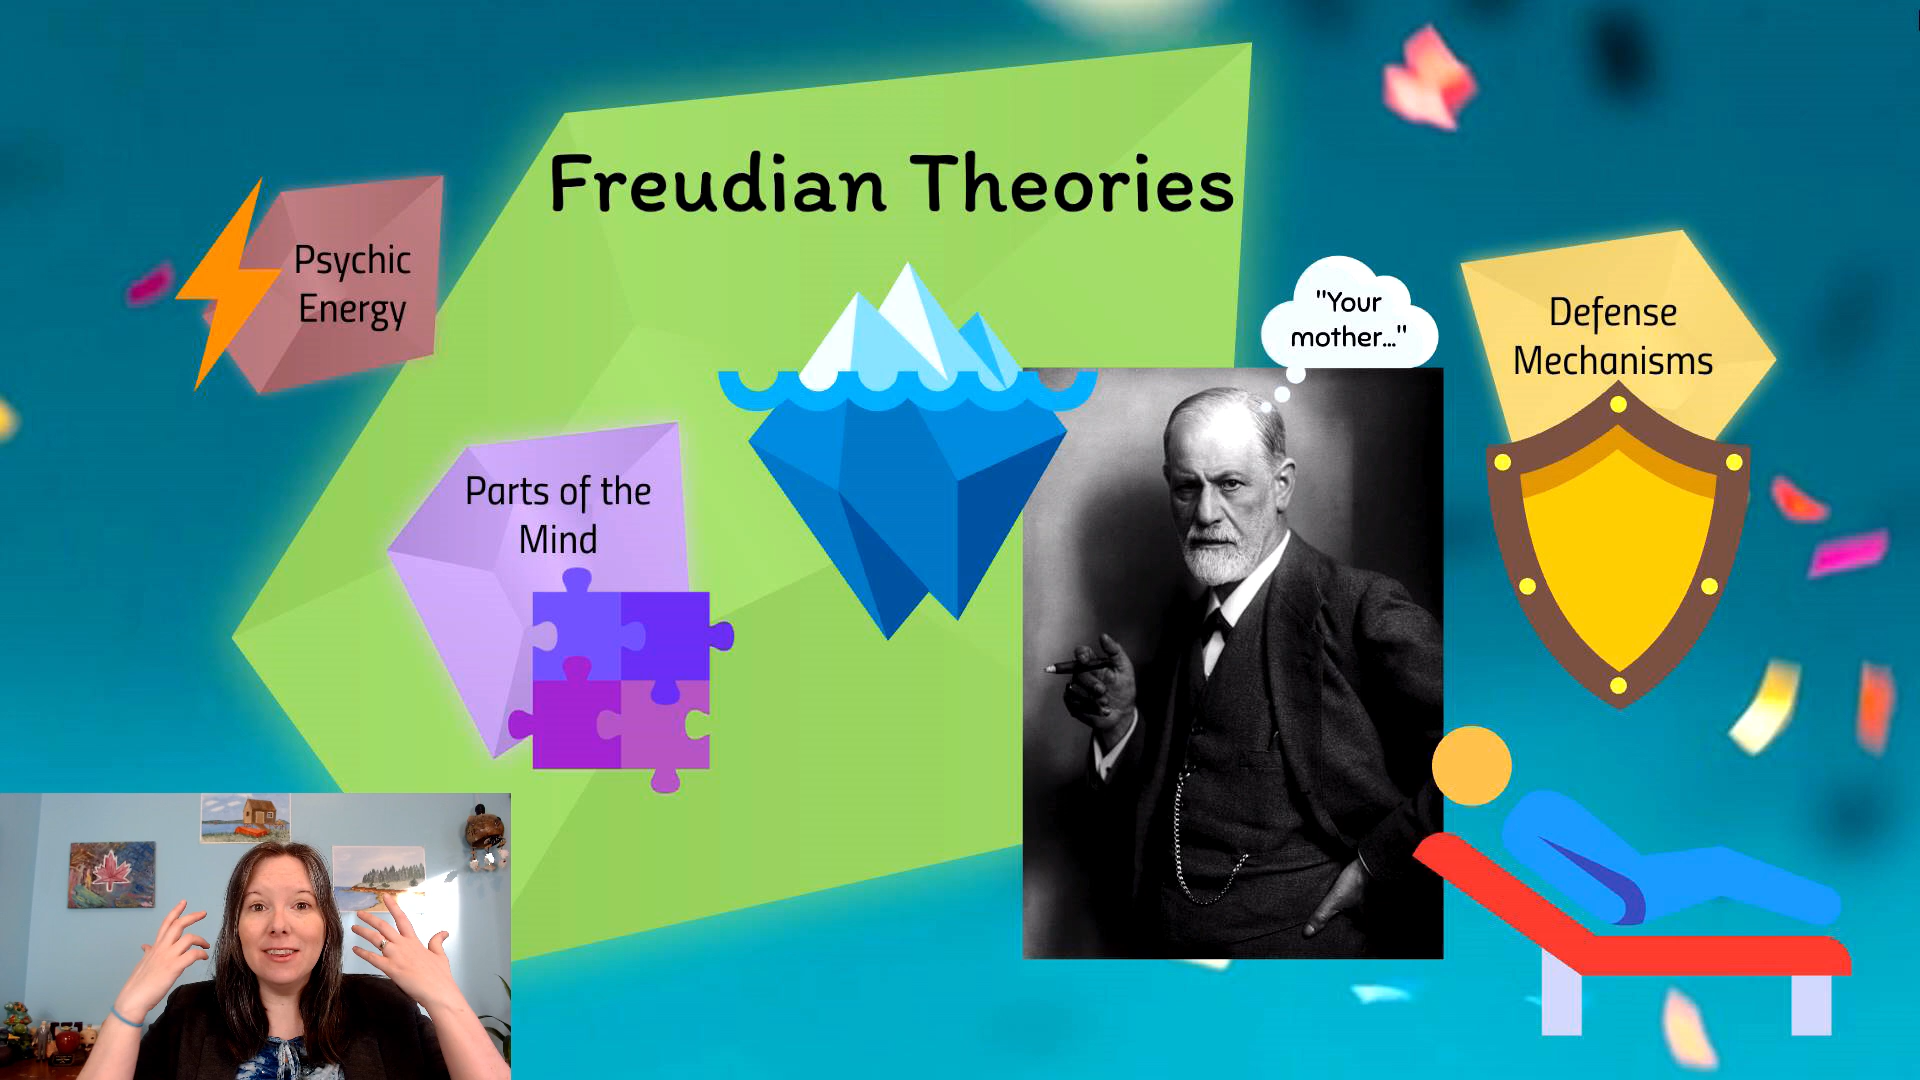 Freudian Theories
Psychic
Energy
"Your
mother..."
Defense
Mechanisms
Parts of the
Mind